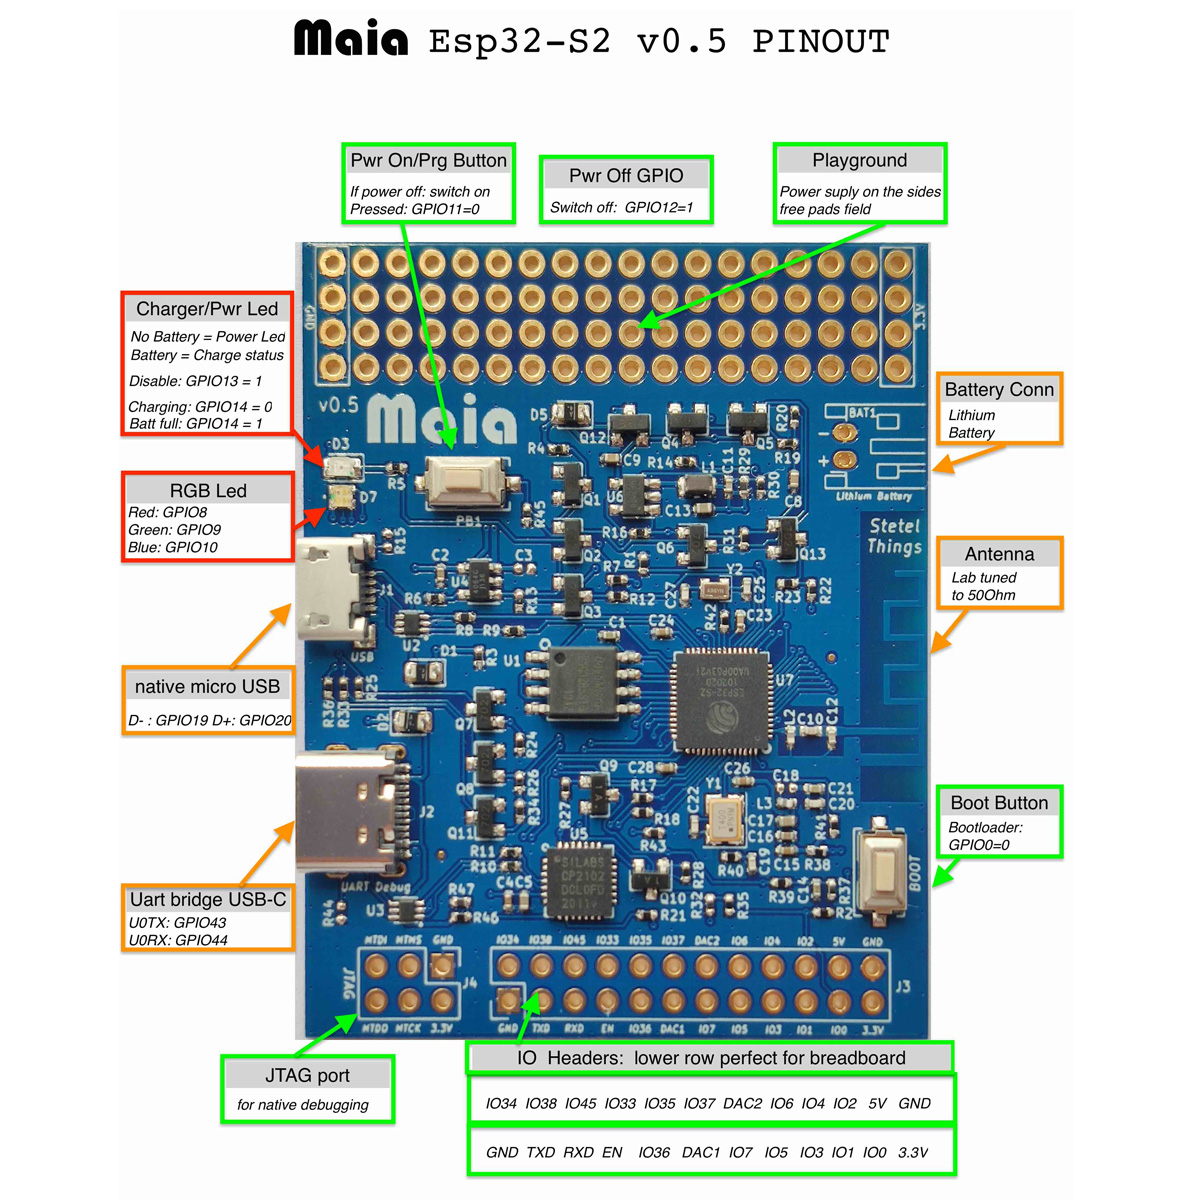 Maia Esp32-S2 v0.5 PINOUT
Pwr On/Prg Button
If power off: switch on
Pressed: GPIO11=0
Pwr Off GPIO
Switch off: GPIO12=1
Playground
Power suply on the sides
free pads field
Charger/Pwr Led
No Battery = Power Led
Battery = Charge status
Disable: GPIO13 = 1
Charging: GPIO14 = 0
Batt full: GPIO14 = 1
RGB Led
Red: GPIO8
Green: GPIO9
Blue: GPIO10
native micro USB
D- : GPIO19 D+: GPIO20
Uart bridge USB-C
U0TX: GPIO43
U0RX: GPIO44
Battery Conn
Lithium
Battery
Antenna
Lab tuned
to 50Ohm
Boot Button
Bootloader:
GPIO0=0
GND
3.3V
v0.5
Maia
D5
Q12
Q4
Q5
R20
BAT1
R4
C9
R14
L1
C11
R29
R19
R30
C8
- 
+
Lithium Battery
D3
R5
D7
PB1
R45
Q1
U6
C13
Stetel
Things
R15
C2
U4
C3
Q2
R16
Q6
R31
Q13
J1
R6
R13
R7
R1
R12
Q3
C27
Y2
C25
R42
C23
R23
R22
U2
R8
R9
C1
C24
USB
D1
R3
U1
U7
ESP32-S2
R36
R33
R25
D2
Q7
R24
L2
C10
C12
Q8
R26
Q9
C28
R17
C26
Y1
C18
C21
L3
C20
J2
Q11
R34
R27
C22
R18
C17
C16
R41
U5
R11
R10
SILABS
CP2102
DCL0FD
R43
R40
C19
C15
R38
BOOT
UART Debug
R44
U3
R47
R46
C4
C5
Q10
R21
R28
R32
R35
R39
C14
R37
R2
MTDI MTMS GND
IO34 IO38 IO45 IO33 IO35 IO37 DAC2 IO6 IO4 IO2 5V GND
JTAG
J4
J3
MTDO MTCK 3.3V
GND TXD RXD EN IO36 DAC1 IO7 IO5 IO3 IO1 IO0 3.3V
JTAG port
for native debugging
IO Headers: lower row perfect for breadboard
IO34 IO38 IO45 IO33 IO35 IO37 DAC2 IO6 IO4 IO2 5V GND
GND TXD RXD EN IO36 DAC1 IO7 IO5 IO3 IO1 IO0 3.3V